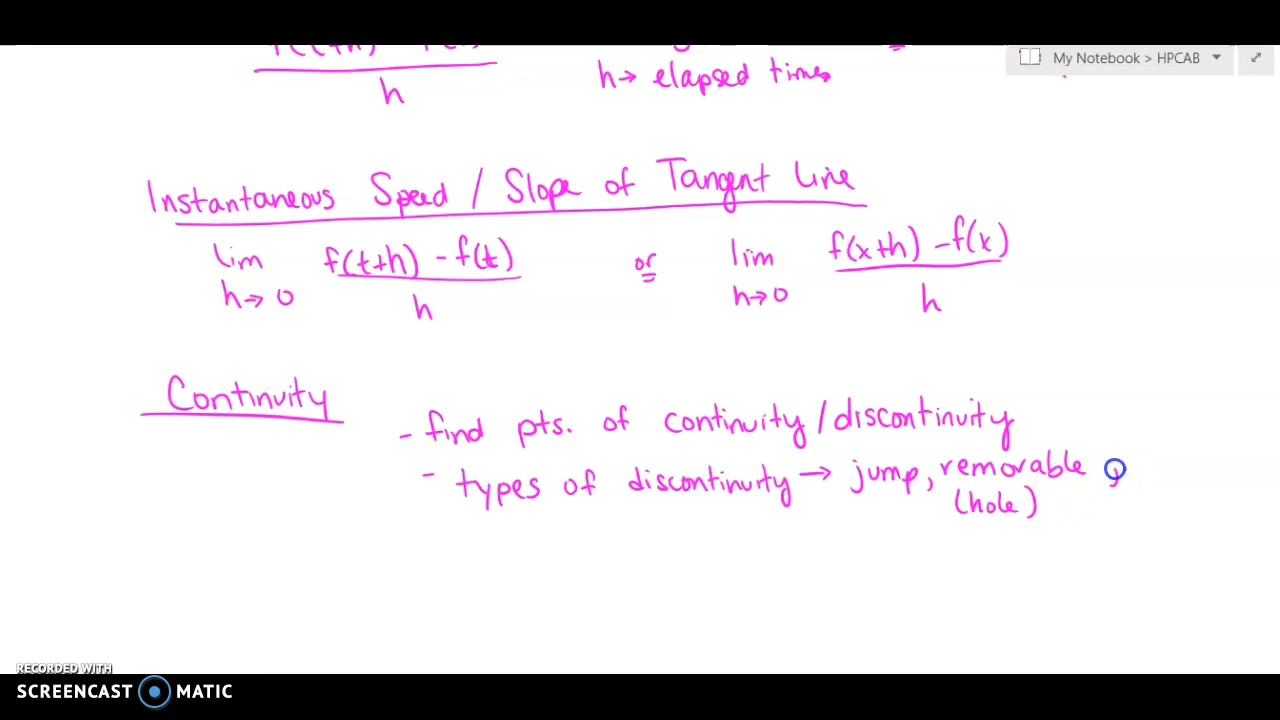 My Notebook > HPCAB
h
h → elapsed time
Instantaneous Speed / Slope of Tangent Line
lim f(t+h) - f(t) or lim f(x+h) - f(x)
h → 0 h h → 0 h
Continuity
- find pts. of continuity/discontinuity
- types of discontinuity → jump, removable,
(hole)
RECORDED WITH
SCREENCAST MATIC